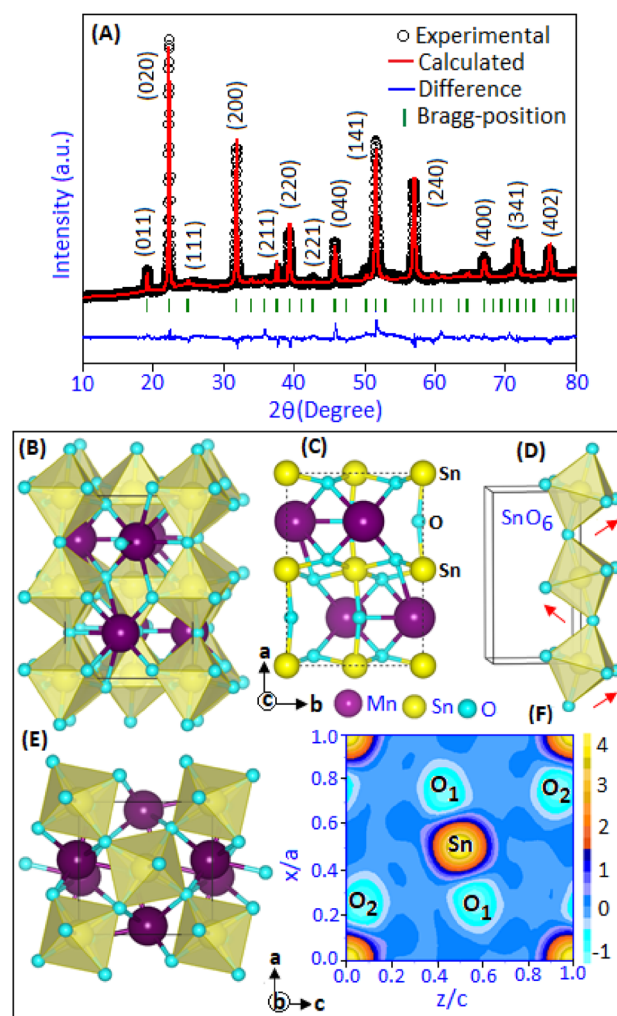 (A)
Experimental
Calculated
Difference
Bragg-position
(011)
(020)
(111)
(200)
(211)
(220)
(221)
(040)
(141)
(240)
(400)
(341)
(402)
Intensity (a.u.)
10 20 30 40 50 60 70 80
2θ(Degree)
(B)
(C)
Sn
O
Sn
a
c
b
Mn Sn O
(D)
SnO6
(E)
a
b
c
(F)
1.0
0.8
0.6
0.4
0.2
0.0
x/a
O1
O2
Sn
O2
O1
0.0 0.2 0.4 0.6 0.8 1.0
z/c
4
3
2
1
0
-1